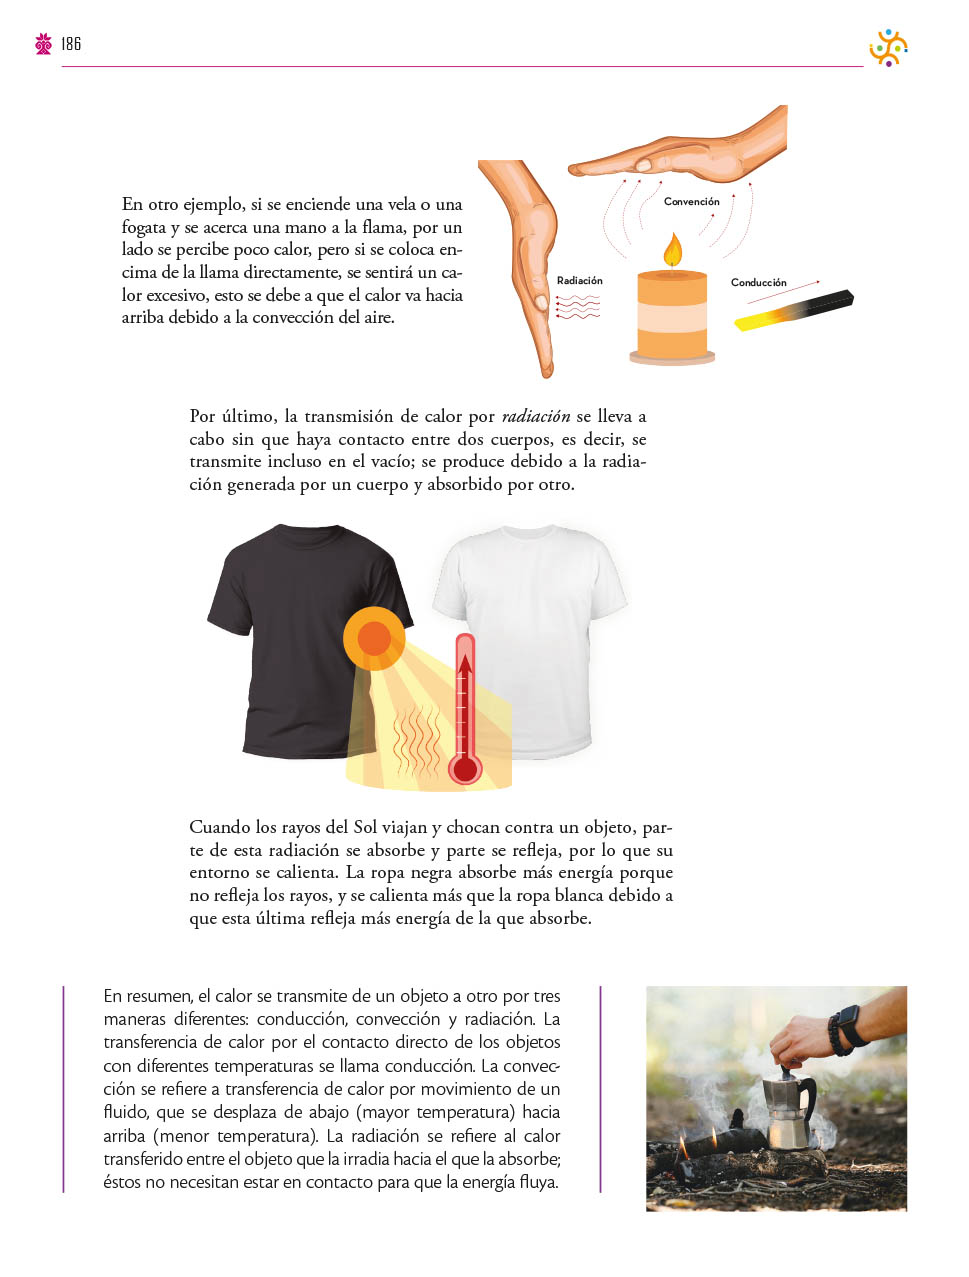 186
En otro ejemplo, si se enciende una vela o una
fogata y se acerca una mano a la flama, por un
lado se percibe poco calor, pero si se coloca en-
cima de la llama directamente, se sentirá un ca-
lor excesivo, esto se debe a que el calor va hacia
arriba debido a la convección del aire.
Convención
Radiación
Conducción
Por último, la transmisión de calor por radiación se lleva a
cabo sin que haya contacto entre dos cuerpos, es decir, se
transmite incluso en el vacío; se produce debido a la radia-
ción generada por un cuerpo y absorbido por otro.
Cuando los rayos del Sol viajan y chocan contra un objeto, par-
te de esta radiación se absorbe y parte se refleja, por lo que su
entorno se calienta. La ropa negra absorbe más energía porque
no refleja los rayos, y se calienta más que la ropa blanca debido a
que esta última refleja más energía de la que absorbe.
En resumen, el calor se transmite de un objeto a otro por tres
maneras diferentes: conducción, convección y radiación. La
transferencia de calor por el contacto directo de los objetos
con diferentes temperaturas se llama conducción. La convec-
ción se refiere a transferencia de calor por movimiento de un
fluido, que se desplaza de abajo (mayor temperatura) hacia
arriba (menor temperatura). La radiación se refiere al calor
transferido entre el objeto que la irradia hacia el que la absorbe;
éstos no necesitan estar en contacto para que la energía fluya.